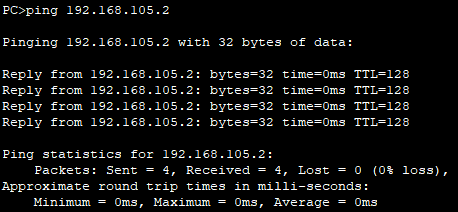 PC>ping 192.168.105.2
Pinging 192.168.105.2 with 32 bytes of data:
Reply from 192.168.105.2: bytes=32 time=0ms TTL=128
Reply from 192.168.105.2: bytes=32 time=0ms TTL=128
Reply from 192.168.105.2: bytes=32 time=0ms TTL=128
Reply from 192.168.105.2: bytes=32 time=0ms TTL=128
Ping statistics for 192.168.105.2:
Packets: Sent = 4, Received = 4, Lost = 0 (0% loss),
Approximate round trip times in milli-seconds:
Minimum = 0ms, Maximum = 0ms, Average = 0ms